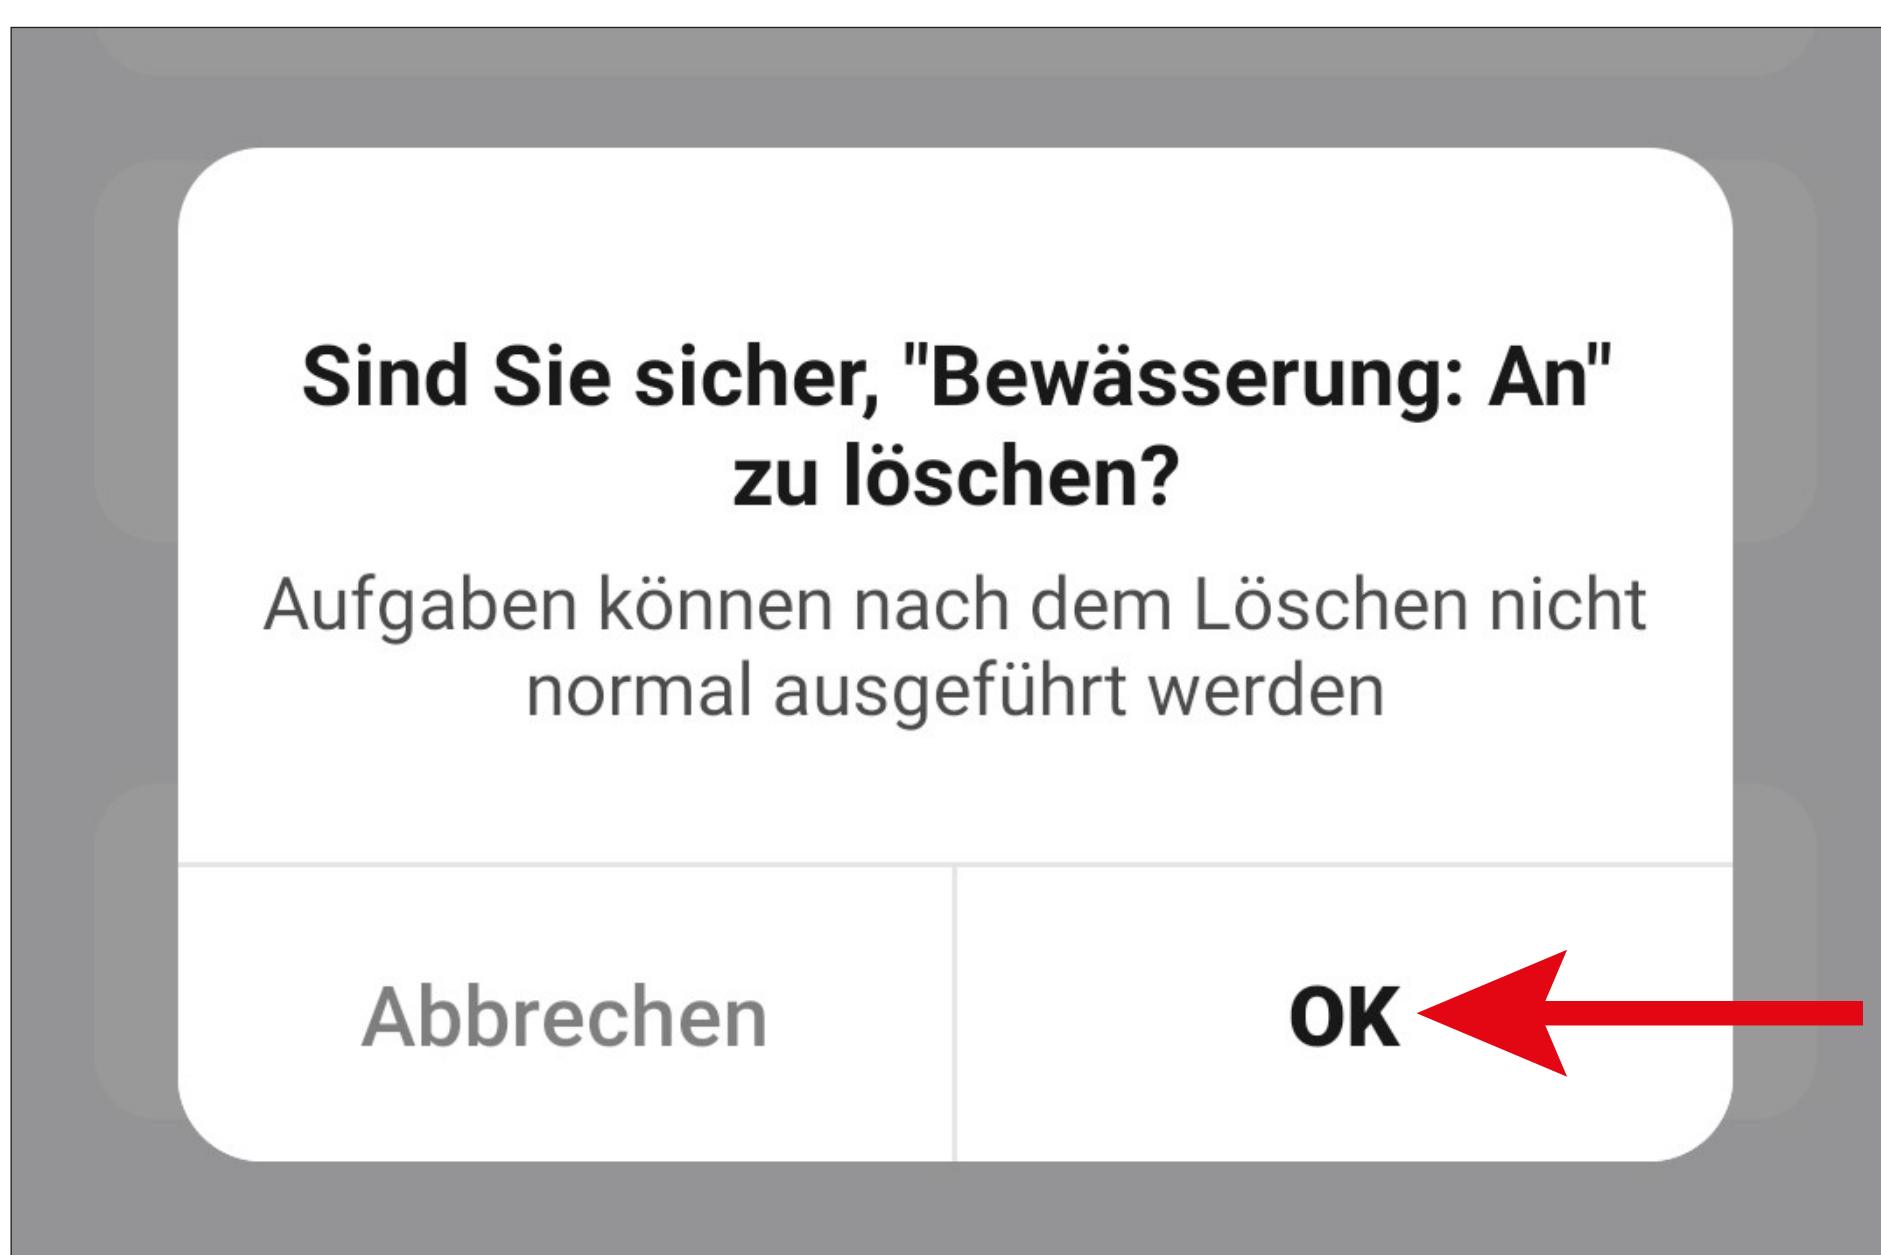 Sind Sie sicher, "Bewässerung: An"
zu löschen?
Aufgaben können nach dem Löschen nicht
normal ausgeführt werden
Abbrechen
OK